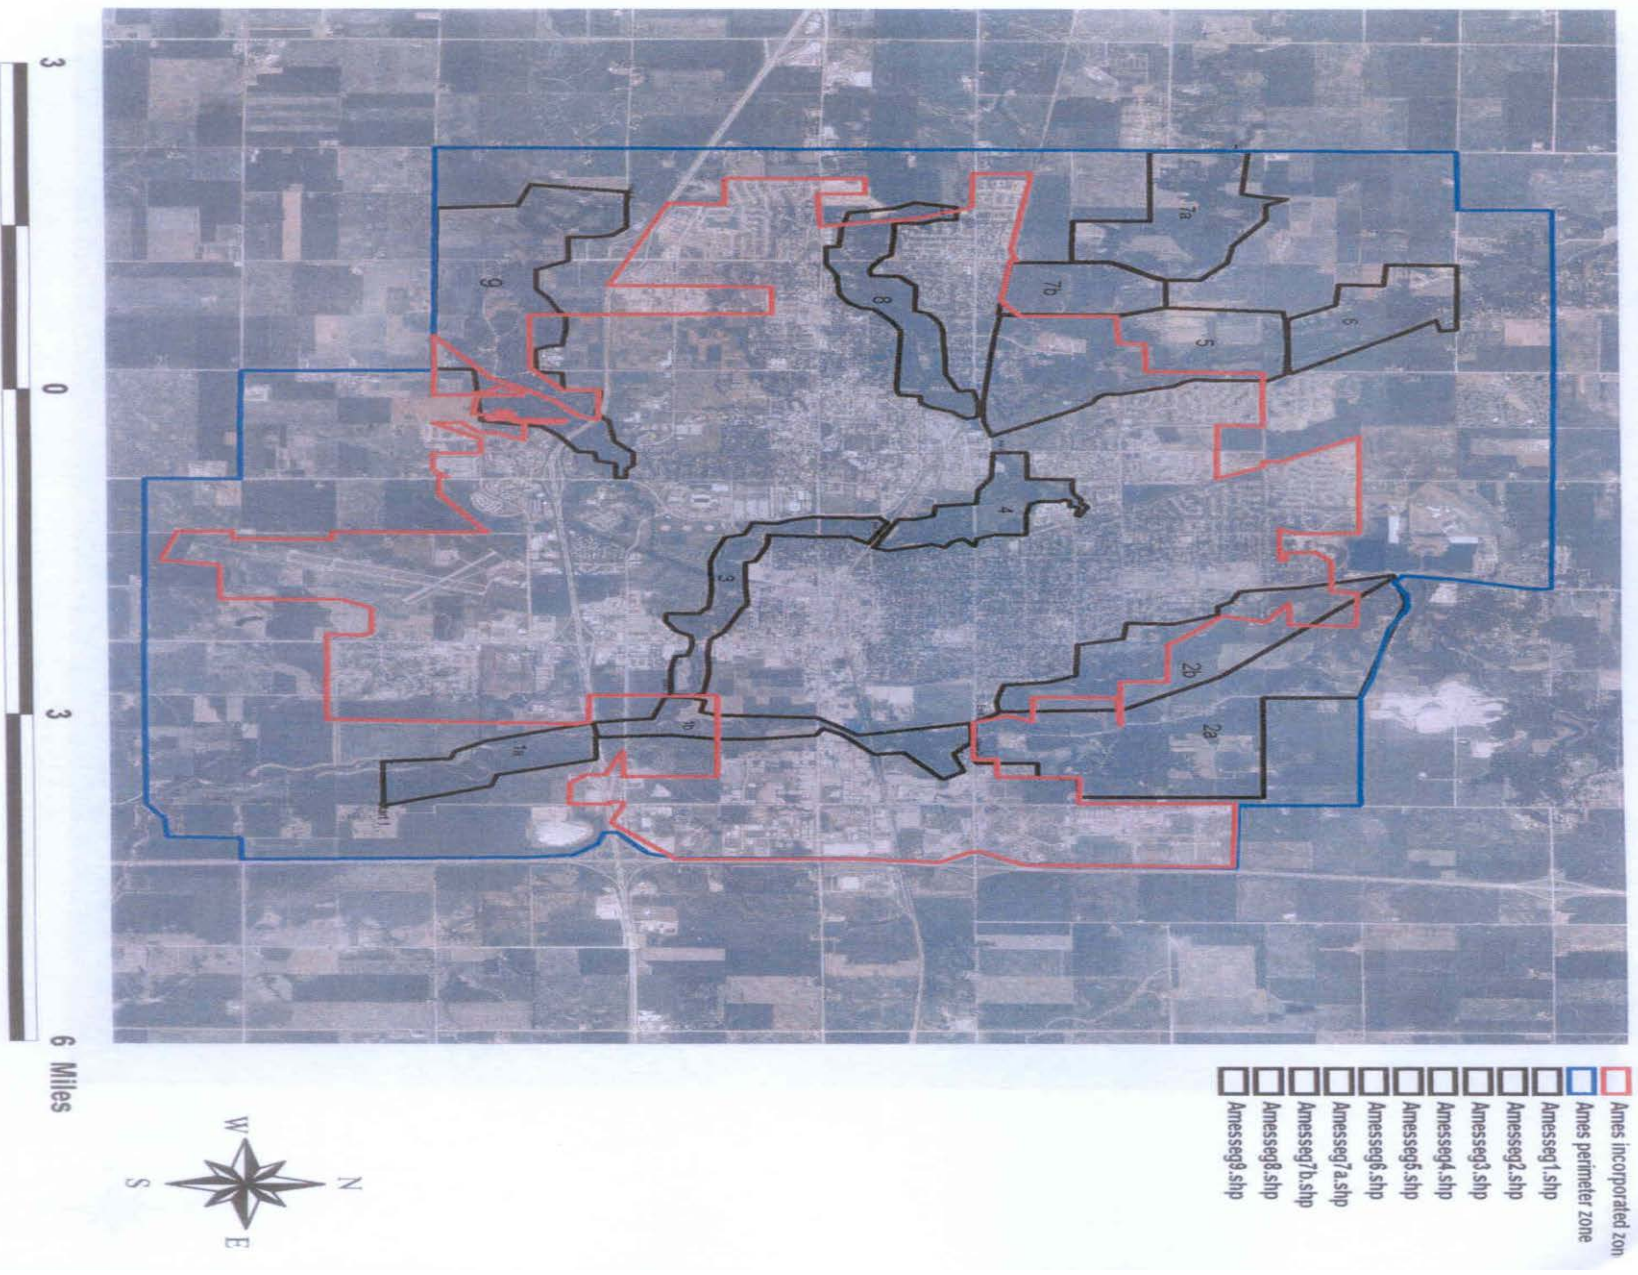 Ames incorporated zon
Ames perimeter zone
Amesseg1.shp
Amesseg2.shp
Amesseg3.shp
Amesseg4.shp
Amesseg5.shp
Amesseg6.shp
Amesseg7a.shp
Amesseg7b.shp
Amesseg8.shp
Amesseg9.shp
6
7a
5
7b
2b
2a
4
8
3
1b
1a
9
N
W
E
S
3
0
3
6 Miles